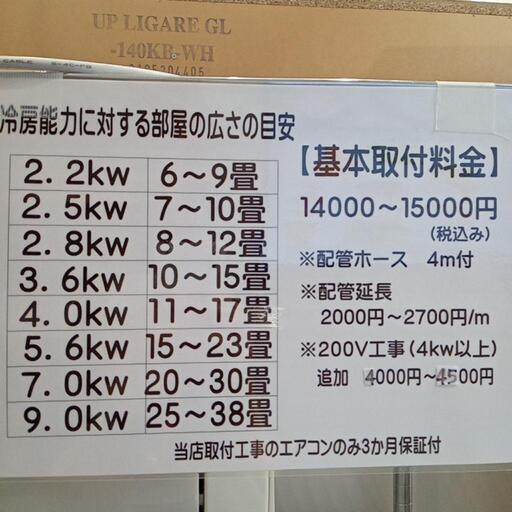 UP LIGARE GL
-140KB-WH
冷房能力に対する部屋の広さの目安
2.2kw 6～9畳
2.5kw 7～10畳
2.8kw 8～12畳
3.6kw 10～15畳
4.0kw 11～17畳
5.6kw 15～23畳
7.0kw 20～30畳
9.0kw 25～38畳
【基本取付料金】
14000～15000円
(税込み)
※配管ホース 4m付
※配管延長
2000円～2700円/m
※200V工事(4kw以上)
追加 4000円～4500円
当店取付工事のエアコンのみ3か月保証付